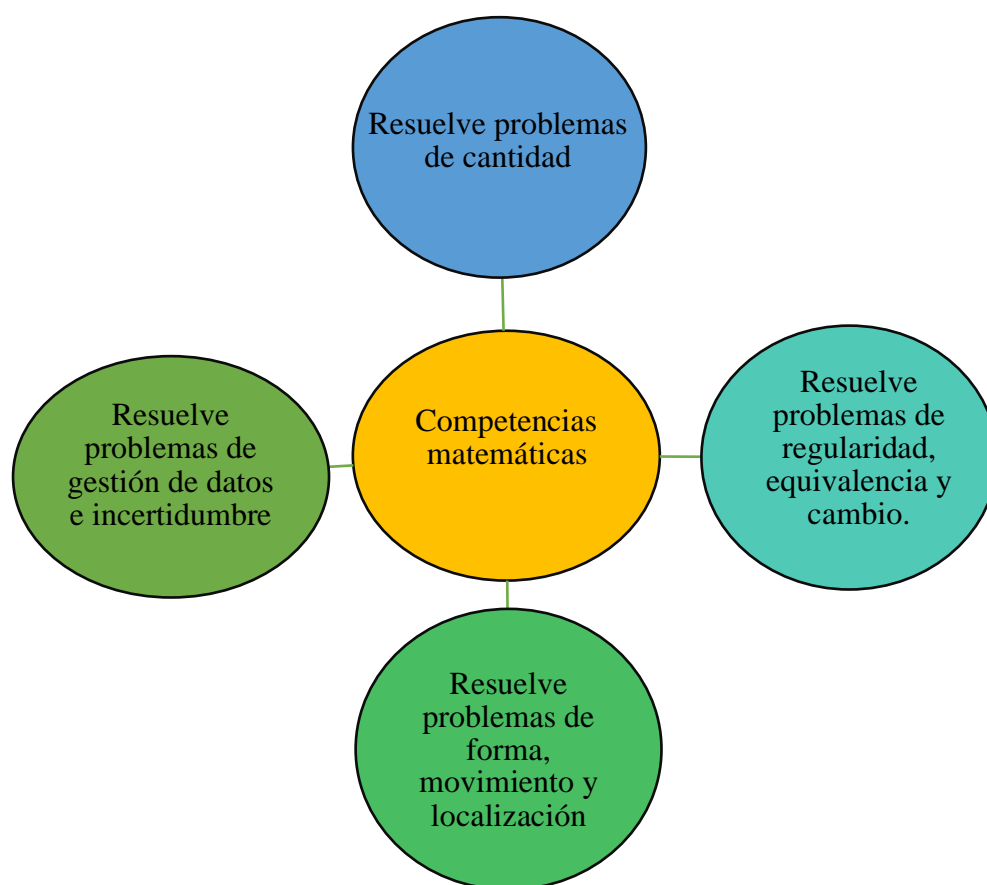 Resuelve problemas
de cantidad
Competencias
matemáticas
Resuelve
problemas de
regularidad,
equivalencia y
cambio.
Resuelve
problemas de
gestión de datos
e incertidumbre
Resuelve
problemas de
forma,
movimiento y
localización